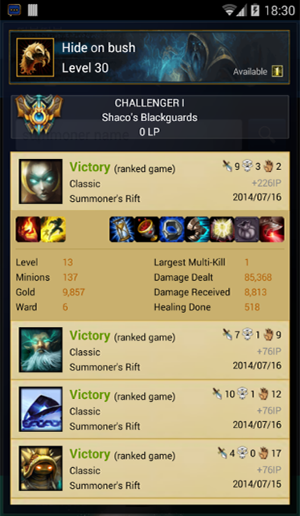 18:30
Hide on bush
Level 30
Available
CHALLENGER I
Shaco's Blackguards
0 LP
Victory (ranked game) 9 3 2
Classic +226IP
Summoner's Rift 2014/07/16
Level 13 Largest Multi-Kill 1
Minions 137 Damage Dealt 85,368
Gold 9,857 Damage Received 8,813
Ward 6 Healing Done 518
Victory (ranked game) 7 1 9
Classic +76IP
Summoner's Rift 2014/07/16
Victory (ranked game) 10 1 12
Classic +76IP
Summoner's Rift 2014/07/16
Victory (ranked game) 4 0 17
Classic +76IP
Summoner's Rift 2014/07/15